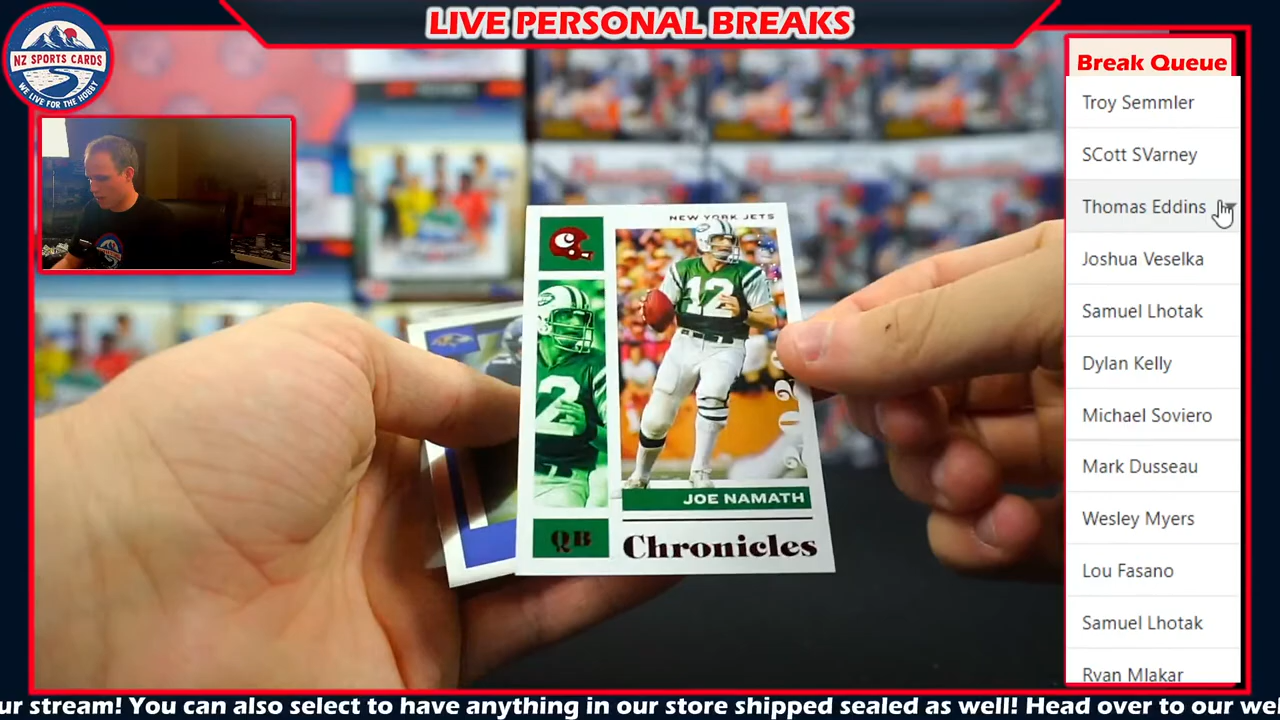 LIVE PERSONAL BREAKS
NZ SPORTS CARDS
WE LIVE FOR THE HOBBY
Break Queue
Troy Semmler
SCott SVarney
Thomas Eddins
Joshua Veselka
Samuel Lhotak
Dylan Kelly
Michael Soviero
Mark Dusseau
Wesley Myers
Lou Fasano
Samuel Lhotak
Ryan Mlakar
NEW YORK JETS
12
2
JOE NAMATH
QB
Chronicles
ur stream! You can also select to have anything in our store shipped sealed as well! Head over to our we